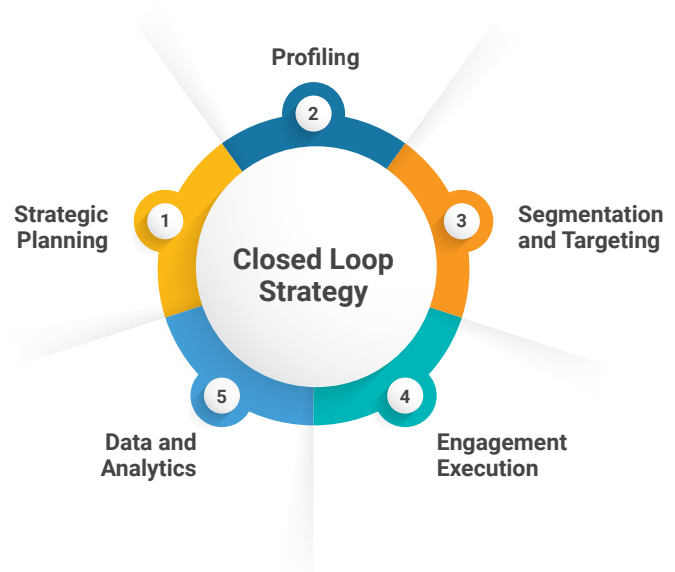 Profiling
2
Strategic
Planning
1
3
Segmentation
and Targeting
Closed Loop
Strategy
5
4
Data and
Analytics
Engagement
Execution